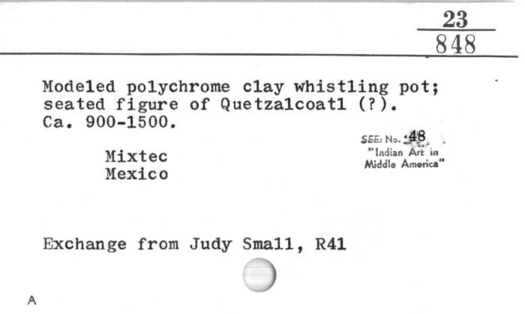 23
848
Modeled polychrome clay whistling pot;
seated figure of Quetzalcoatl (?).
Ca. 900-1500.
SEE: No. 48
"Indian Art in
Middle America"
Mixtec
Mexico
Exchange from Judy Small, R41
A